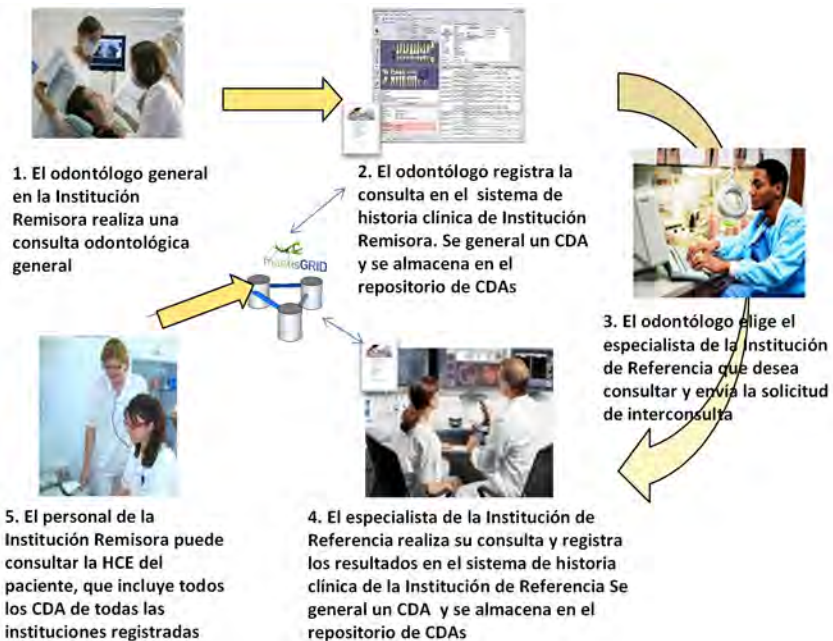 1. El odontólogo general
en la Institución
Remisora realiza una
consulta odontológica
general
2. El odontólogo registra la
consulta en el sistema de
historia clínica de Institución
Remisora. Se general un CDA
y se almacena en el
repositorio de CDAs
GRID
3. El odontólogo elige el
especialista de la Institución
de Referencia que desea
consultar y envía la solicitud
de interconsulta
4. El especialista de la Institución de
Referencia realiza su consulta y registra
los resultados en el sistema de historia
clínica de la Institución de Referencia Se
general un CDA y se almacena en el
repositorio de CDAs
5. El personal de la
Institución Remisora puede
consultar la HCE del
paciente, que incluye todos
los CDA de todas las
instituciones registradas